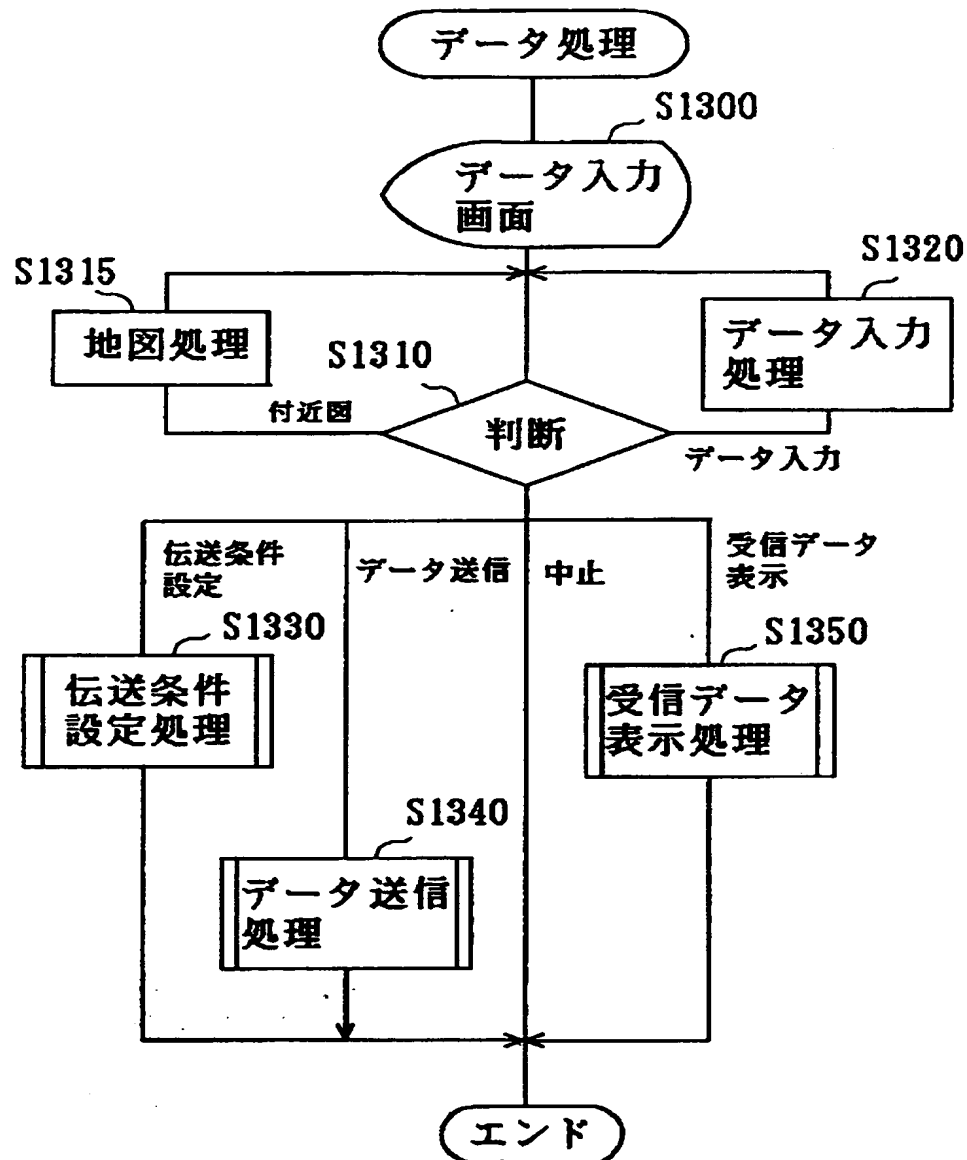 データ処理
S1300
データ入力
画面
S1315
S1320
地図処理
データ入力
処理
S1310
付近図
判断
データ入力
伝送条件
設定
データ送信
中止
受信データ
表示
S1330
S1350
伝送条件
設定処理
受信データ
表示処理
S1340
データ送信
処理
エンド